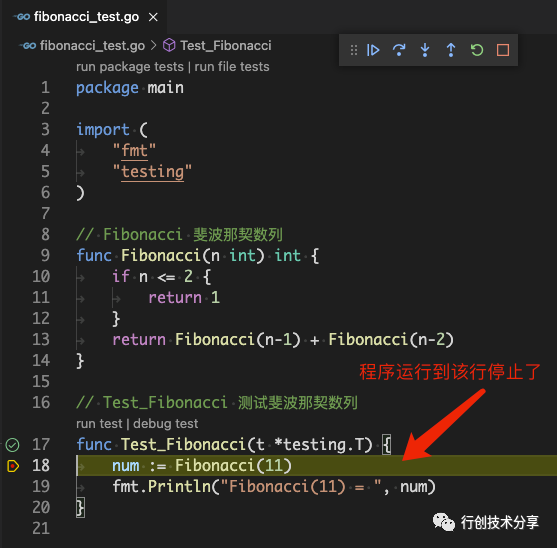 fibonacci_test.go
fibonacci_test.go > Test_Fibonacci
run package tests | run file tests
1 package main
2
3 import (
4 "fmt"
5 "testing"
6 )
7
8 // Fibonacci 斐波那契数列
9 func Fibonacci(n int) int {
10 if n <= 2 {
11 return 1
12 }
13 return Fibonacci(n-1) + Fibonacci(n-2)
14 }
15
程序运行到该行停止了
16 // Test_Fibonacci 测试斐波那契数列
run test | debug test
17 func Test_Fibonacci(t *testing.T) {
18 num := Fibonacci(11)
19 fmt.Println("Fibonacci(11) = ", num)
20 }
21
行创技术分享